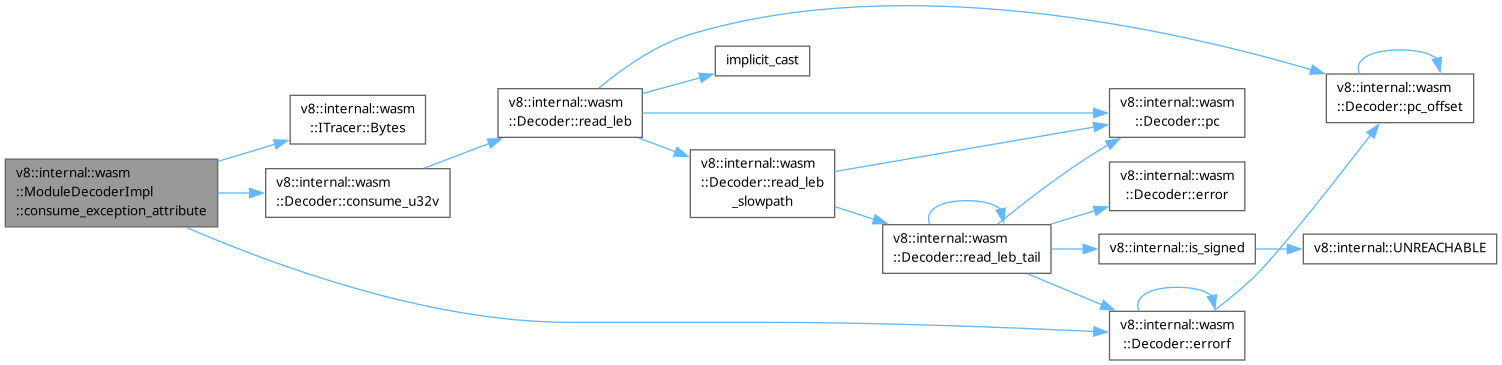 v8::internal::wasm
::ModuleDecoderImpl
::consume_exception_attribute
v8::internal::wasm
::ITracer::Bytes
v8::internal::wasm
::Decoder::consume_u32v
v8::internal::wasm
::Decoder::read_leb
implicit_cast
v8::internal::wasm
::Decoder::read_leb
_slowpath
v8::internal::wasm
::Decoder::read_leb_tail
v8::internal::wasm
::Decoder::pc
v8::internal::wasm
::Decoder::error
v8::internal::is_signed
v8::internal::wasm
::Decoder::errorf
v8::internal::wasm
::Decoder::pc_offset
v8::internal::UNREACHABLE